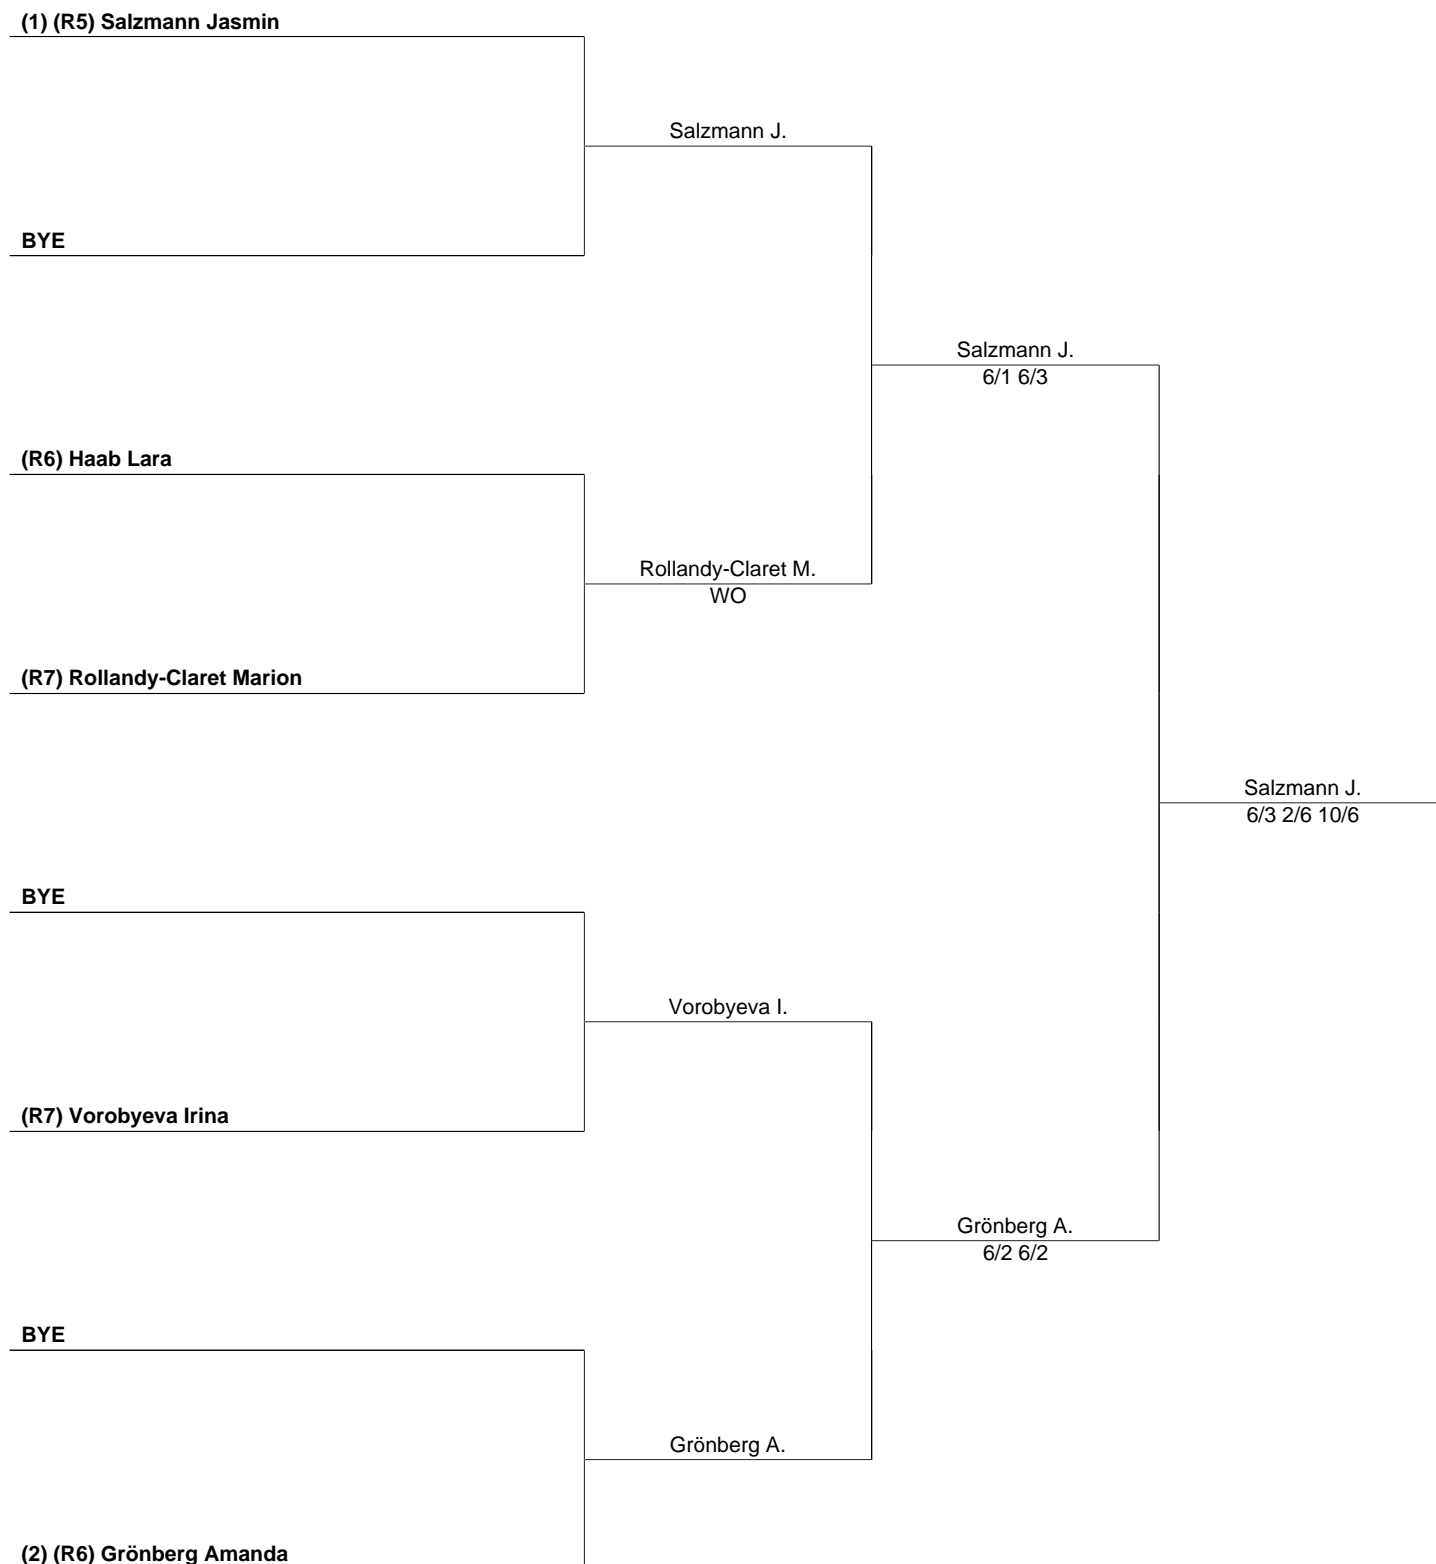 (1) (R5) Salzmann Jasmin
Salzmann J.
BYE
Salzmann J.
6/1 6/3
(R6) Haab Lara
Rollandy-Claret M.
WO
(R7) Rollandy-Claret Marion
Salzmann J.
6/3 2/6 10/6
BYE
Vorobyeva I.
(R7) Vorobyeva Irina
Grönberg A.
6/2 6/2
BYE
Grönberg A.
(2) (R6) Grönberg Amanda